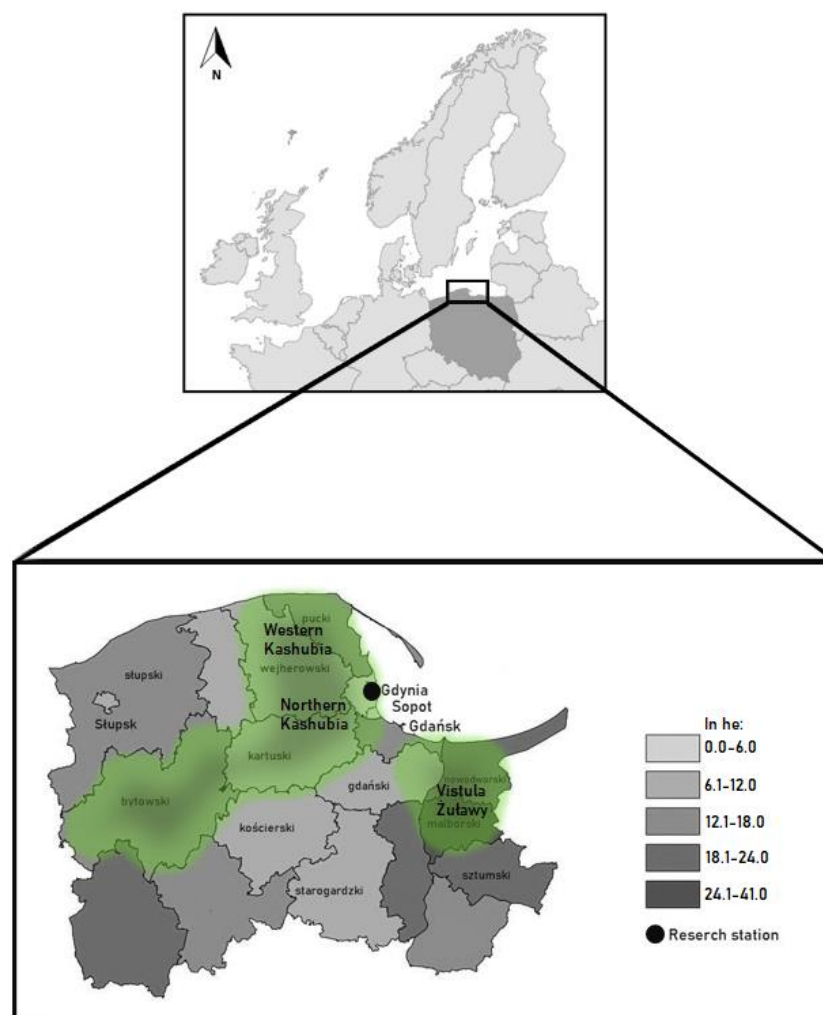 N
pucki
Western
Kashubia
wejherowski
słupski
Gdynia
Sopot
Słupsk
Northern
Kashubia
Gdańsk
kartuski
gdański
nowodworski
bytowski
Vistula
Żuławy
malborski
kościerski
starogardzki
sztumski
In he:
0.0-6.0
6.1-12.0
12.1-18.0
18.1-24.0
24.1-41.0
Reserch station